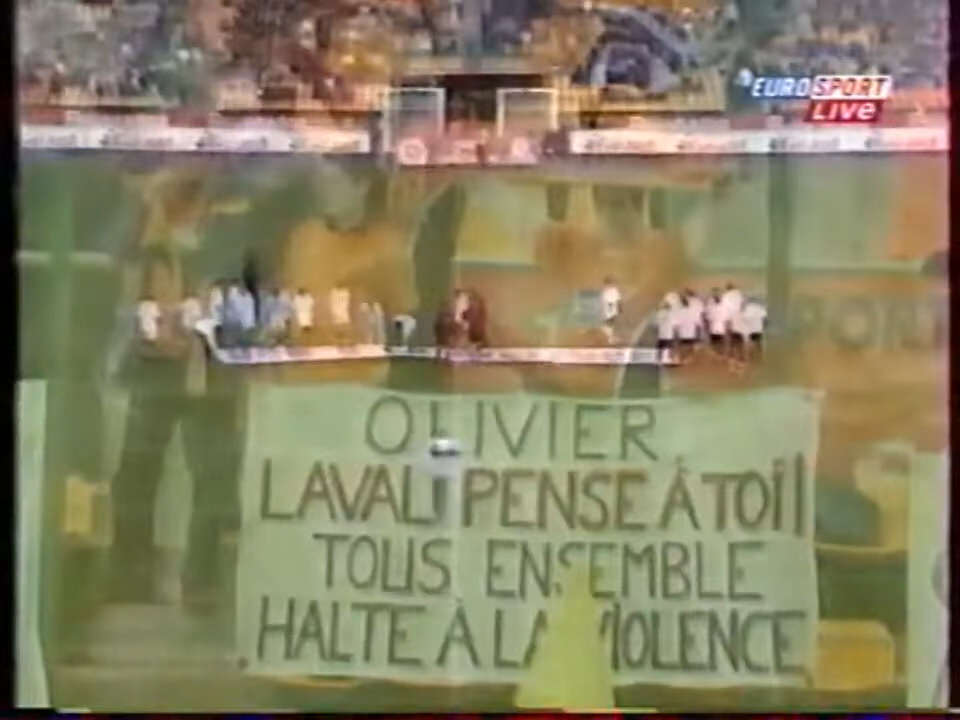 EUROSPORT
LIVE
OLIVIER
LAVAL PENSE À TOI!
TOUS ENSEMBLE
HALTE À LA VIOLENCE